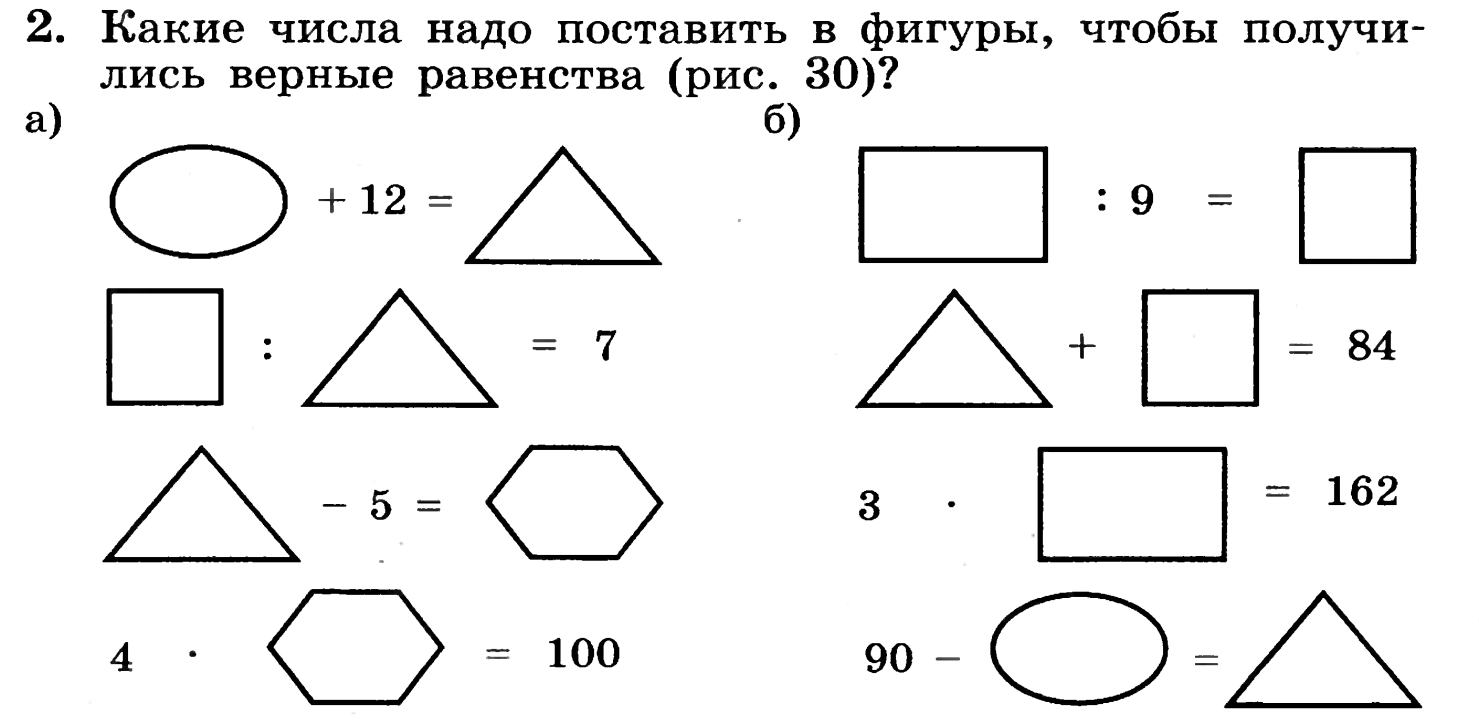 2. Какие числа надо поставить в фигуры, чтобы получи-
лись верные равенства (рис. 30)?
а)
+ 12 =
: = 7
- 5 =
4 · = 100
б)
: 9 =
+ = 84
3 · = 162
90 - =